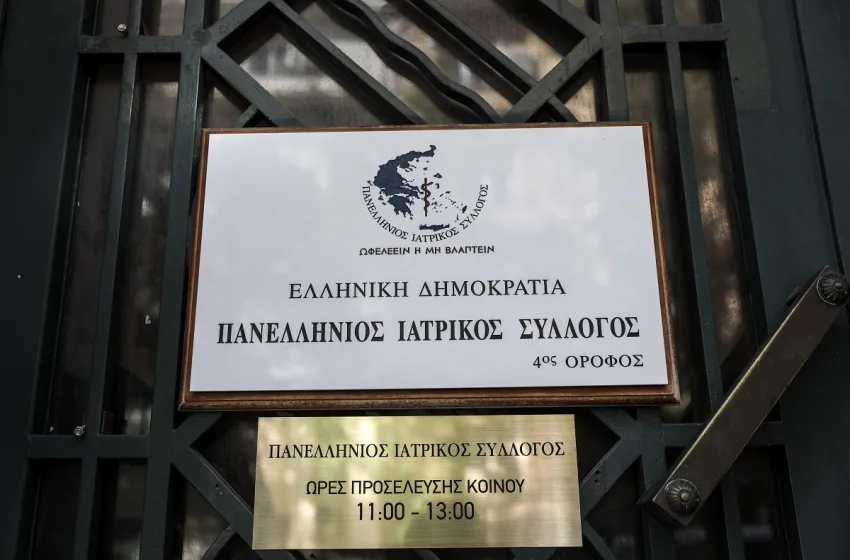 ΠΑΝΕΛΛΗΝΙΟΣ ΙΑΤΡΙΚΟΣ ΣΥΛΛΟΓΟΣ
ΩΦΕΛΕΕΙΝ Η ΜΗ ΒΛΑΠΤΕΙΝ
ΕΛΛΗΝΙΚΗ ΔΗΜΟΚΡΑΤΙΑ
ΠΑΝΕΛΛΗΝΙΟΣ ΙΑΤΡΙΚΟΣ ΣΥΛΛΟΓΟΣ
4ος ΟΡΟΦΟΣ
ΠΑΝΕΛΛΗΝΙΟΣ ΙΑΤΡΙΚΟΣ ΣΥΛΛΟΓΟΣ
ΩΡΕΣ ΠΡΟΣΕΛΕΥΣΗΣ ΚΟΙΝΟΥ
11:00 - 13:00